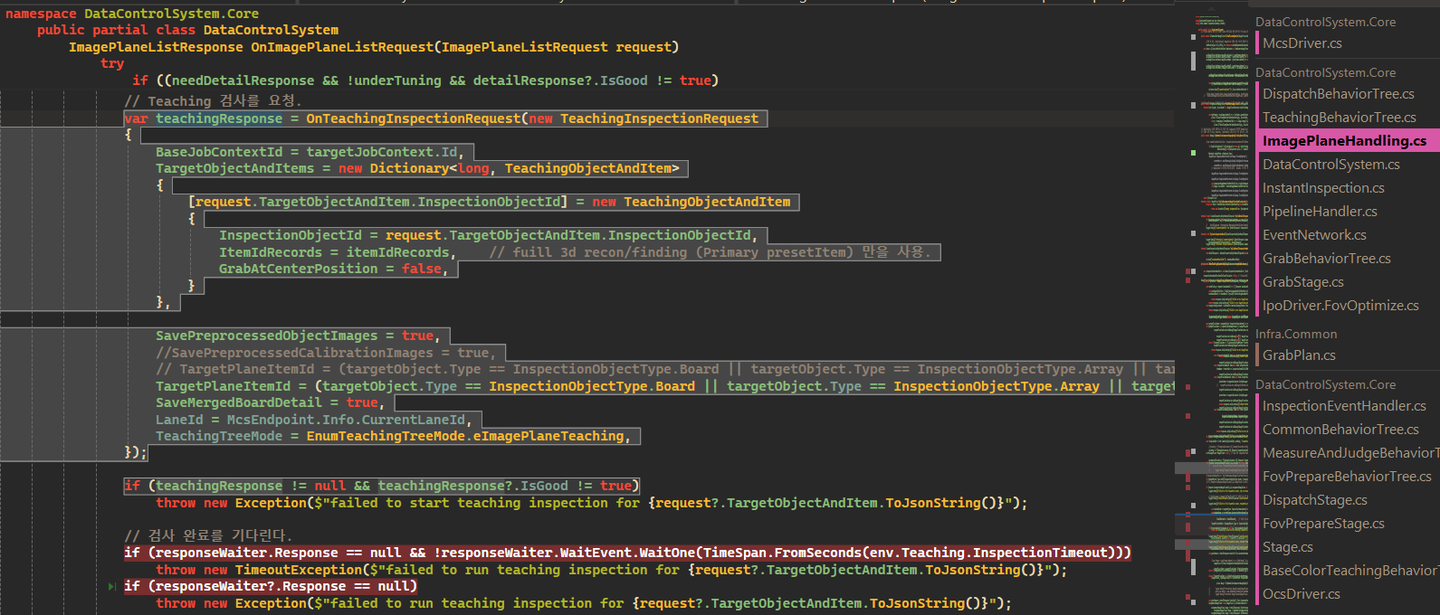 namespace DataControlSystem.Core
public partial class DataControlSystem
ImagePlaneListResponse OnImagePlaneListRequest(ImagePlaneListRequest request)
try
if ((needDetailResponse && !underTuning && detailResponse?.IsGood != true)
// Teaching 검사를 요청.
var teachingResponse = OnTeachingInspectionRequest(new TeachingInspectionRequest
{
BaseJobContextId = targetJobContext.Id,
TargetObjectAndItems = new Dictionary<long, TeachingObjectAndItem>
{
[request.TargetObjectAndItem.InspectionObjectId] = new TeachingObjectAndItem
{
InspectionObjectId = request.TargetObjectAndItem.InspectionObjectId,
ItemIdRecords = itemIdRecords, // fuill 3d recon/finding (Primary presetItem) 만을 사용.
GrabAtCenterPosition = false,
}
},
SavePreprocessedObjectImages = true,
//SavePreprocessedCalibrationImages = true,
// TargetPlaneItemId = (targetObject.Type == InspectionObjectType.Board || targetObject.Type == InspectionObjectType.Array || tar
TargetPlaneItemId = (targetObject.Type == InspectionObjectType.Board || targetObject.Type == InspectionObjectType.Array || target
SaveMergedBoardDetail = true,
LaneId = McsEndpoint.Info.CurrentLaneId,
TeachingTreeMode = EnumTeachingTreeMode.eImagePlaneTeaching,
});
if (teachingResponse != null && teachingResponse?.IsGood != true)
throw new Exception($"failed to start teaching inspection for {request?.TargetObjectAndItem.ToJsonString()}");
// 검사 완료를 기다린다.
if (responseWaiter.Response == null && !responseWaiter.WaitEvent.WaitOne(TimeSpan.FromSeconds(env.Teaching.InspectionTimeout)))
throw new TimeoutException($"failed to run teaching inspection for {request?.TargetObjectAndItem.ToJsonString()}");
if (responseWaiter?.Response == null)
throw new Exception($"failed to run teaching inspection for {request?.TargetObjectAndItem.ToJsonString()}");
DataControlSystem.Core
McsDriver.cs
DataControlSystem.Core
DispatchBehaviorTree.cs
TeachingBehaviorTree.cs
ImagePlaneHandling.cs
DataControlSystem.cs
InstantInspection.cs
PipelineHandler.cs
EventNetwork.cs
GrabBehaviorTree.cs
GrabStage.cs
IpoDriver.FovOptimize.cs
Infra.Common
GrabPlan.cs
DataControlSystem.Core
InspectionEventHandler.cs
CommonBehaviorTree.cs
MeasureAndJudgeBehaviorT
FovPrepareBehaviorTree.cs
DispatchStage.cs
FovPrepareStage.cs
Stage.cs
BaseColorTeachingBehavior
OcsDriver.cs